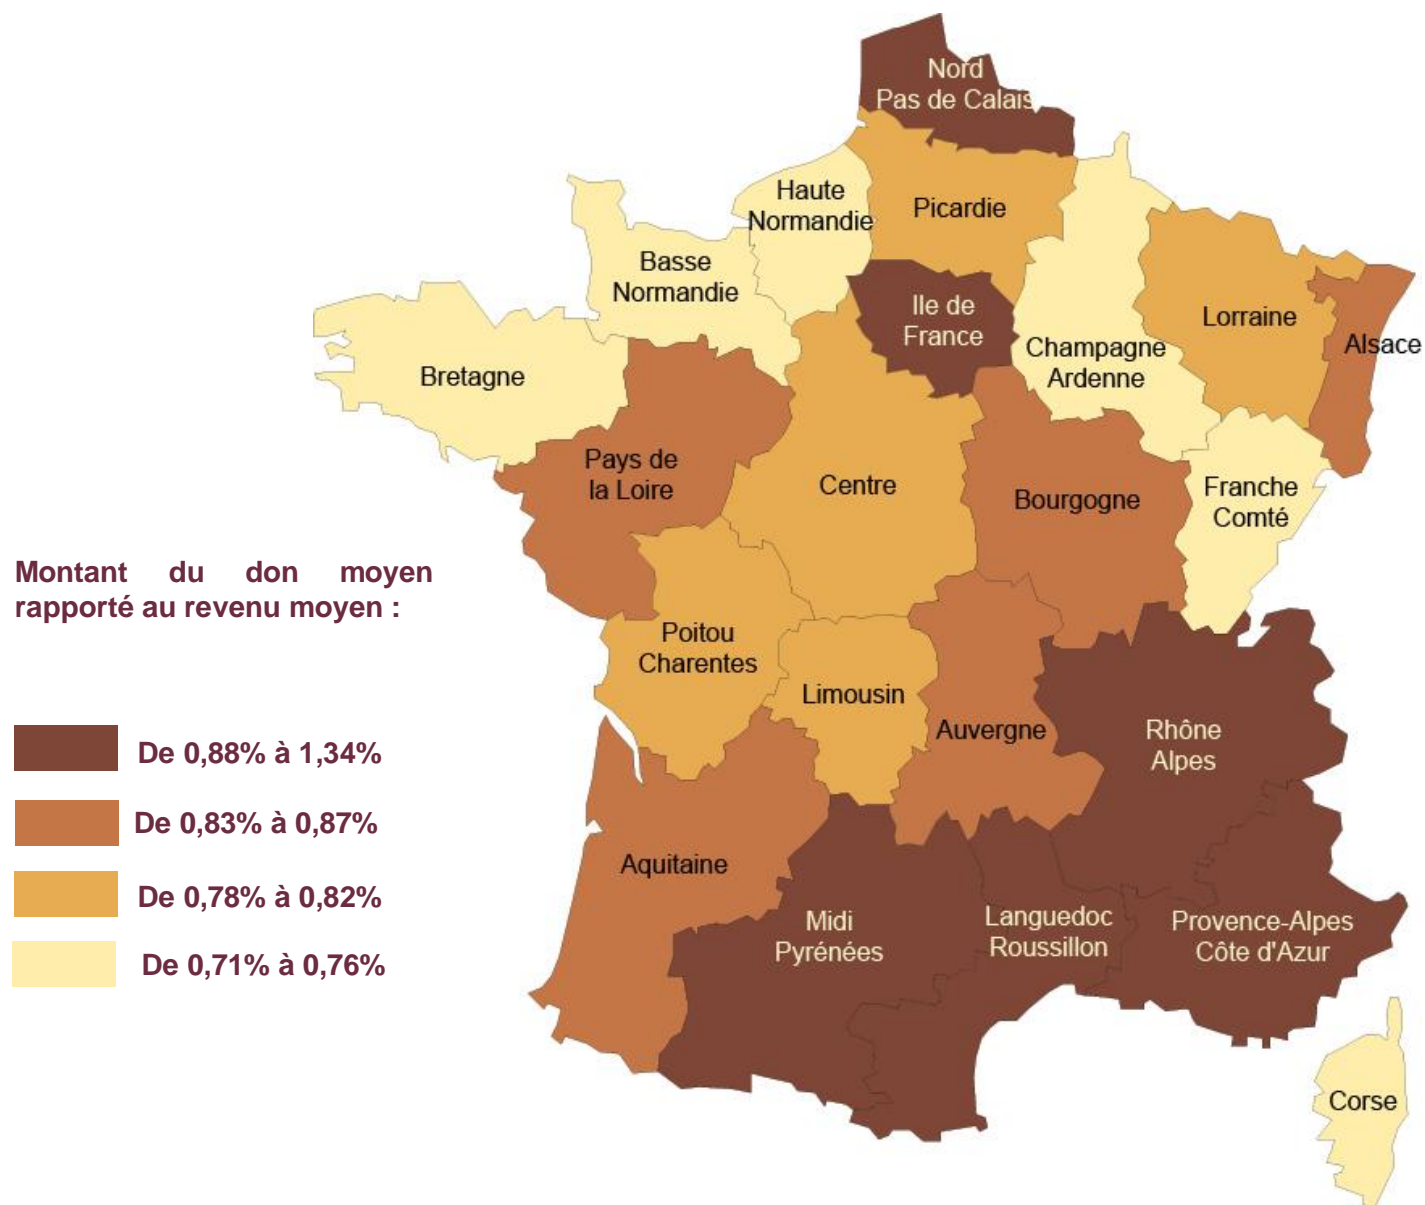 Nord
Pas de Calais
Haute
Normandie
Picardie
Basse
Normandie
Ile de
France
Lorraine
Champagne
Ardenne
Alsace
Bretagne
Pays de
la Loire
Centre
Bourgogne
Franche
Comté
Montant du don moyen
rapporté au revenu moyen :
Poitou
Charentes
Limousin
Auvergne
Rhône
Alpes
De 0,88% à 1,34%
De 0,83% à 0,87%
De 0,78% à 0,82%
De 0,71% à 0,76%
Aquitaine
Midi
Pyrénées
Languedoc
Roussillon
Provence-Alpes
Côte d'Azur
Corse